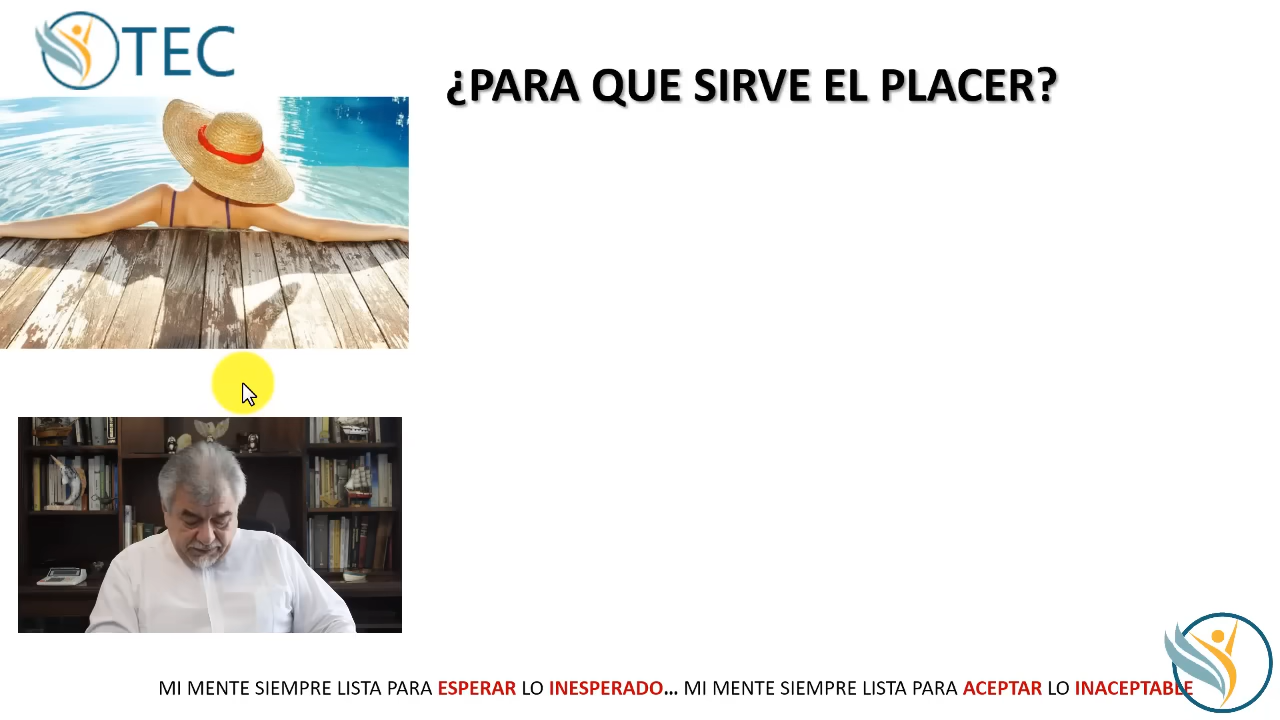 TEC
¿PARA QUE SIRVE EL PLACER?
MI MENTE SIEMPRE LISTA PARA ESPERAR LO INESPERADO... MI MENTE SIEMPRE LISTA PARA ACEPTAR LO INACEPTABLE